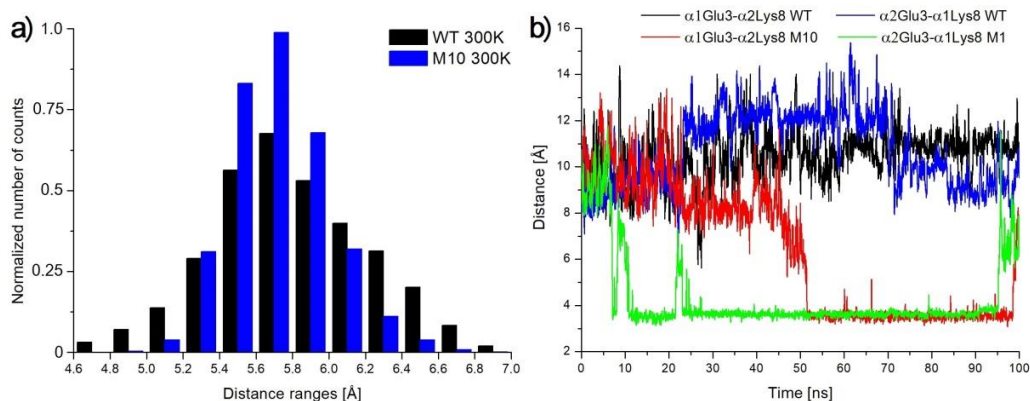 a)
WT 300K
M10 300K
Normalized number of counts
1.0
0.75
0.5
0.25
0
4.6 4.8 5.0 5.2 5.4 5.6 5.8 6.0 6.2 6.4 6.6 6.8 7.0
Distance ranges [Å]
b)
α1Glu3-α2Lys8 WT α2Glu3-α1Lys8 WT
α1Glu3-α2Lys8 M10 α2Glu3-α1Lys8 M1
Distance [Å]
16
14
12
10
8
6
4
2
0 10 20 30 40 50 60 70 80 90 100
Time [ns]